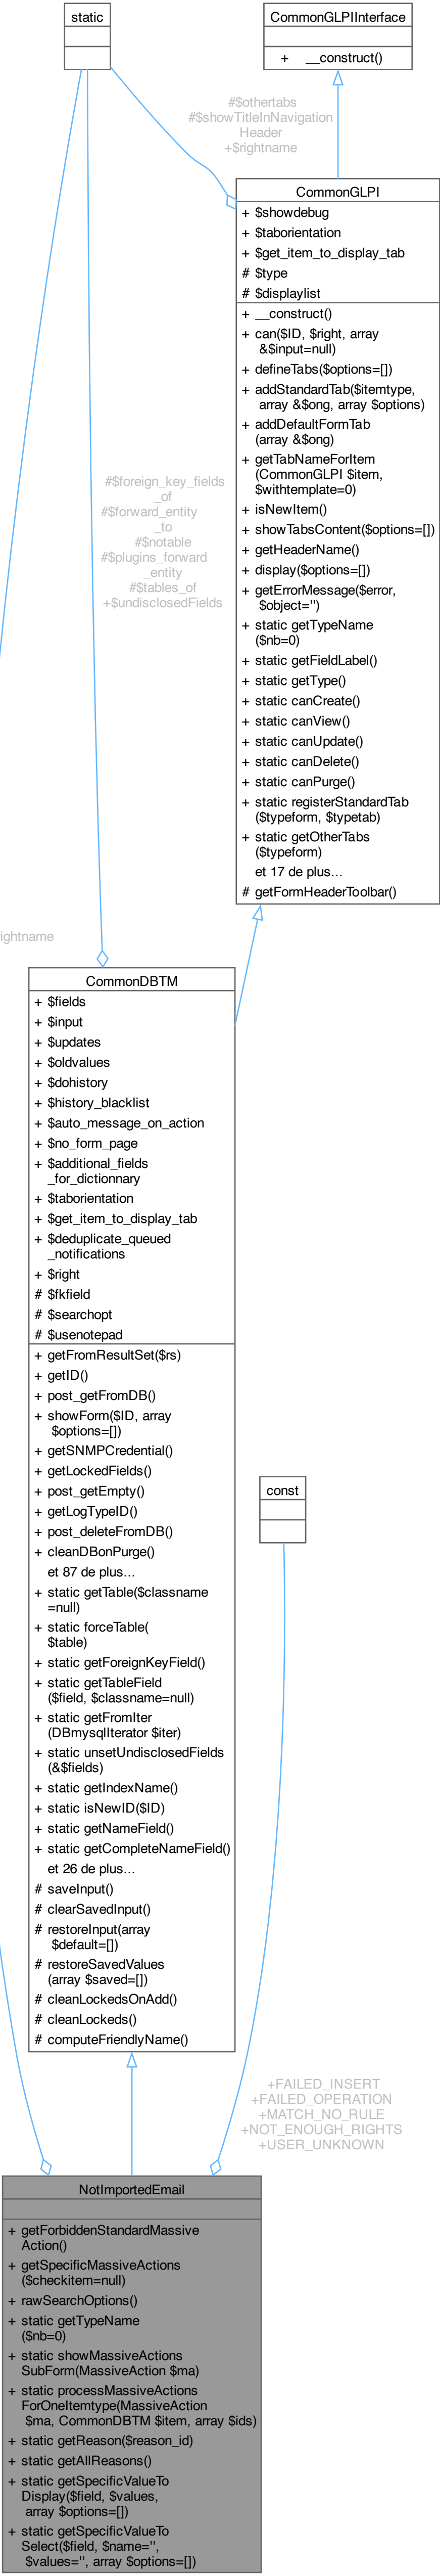 static
CommonGLPIInterface
+ __construct()
#$othertabs
#$showTitleInNavigation
Header
+$rightname
CommonGLPI
+ $showdebug
+ $taborientation
+ $get_item_to_display_tab
# $type
# $displaylist
+ __construct()
+ can($ID, $right, array
&$input=null)
+ defineTabs($options=[])
+ addStandardTab($itemtype,
array &$ong, array $options)
+ addDefaultFormTab
(array &$ong)
+ getTabNameForItem
(CommonGLPI $item,
$withtemplate=0)
+ isNewItem()
+ showTabsContent($options=[])
+ getHeaderName()
+ display($options=[])
+ getErrorMessage($error,
$object='')
+ static getTypeName
($nb=0)
+ static getFieldLabel()
+ static getType()
+ static canCreate()
+ static canView()
+ static canUpdate()
+ static canDelete()
+ static canPurge()
+ static registerStandardTab
($typeform, $typetab)
+ static getOtherTabs
($typeform)
et 17 de plus...
# getFormHeaderToolbar()
#$foreign_key_fields
_of
#$forward_entity
_to
#$notable
#$plugins_forward
_entity
#$tables_of
+$undisclosedFields
ightname
CommonDBTM
+ $fields
+ $input
+ $updates
+ $oldvalues
+ $dohistory
+ $history_blacklist
+ $auto_message_on_action
+ $no_form_page
+ $additional_fields
_for_dictionnary
+ $taborientation
+ $get_item_to_display_tab
+ $deduplicate_queued
_notifications
+ $right
# $fkfield
# $searchopt
# $usenotepad
+ getFromResultSet($rs)
+ getID()
+ post_getFromDB()
+ showForm($ID, array
$options=[])
+ getSNMPCredential()
+ getLockedFields()
+ post_getEmpty()
+ getLogTypeID()
+ post_deleteFromDB()
+ cleanDBonPurge()
et 87 de plus...
+ static getTable($classname
=null)
+ static forceTable(
$table)
+ static getForeignKeyField()
+ static getTableField
($field, $classname=null)
+ static getFromIter
(DBmysqlIterator $iter)
+ static unsetUndisclosedFields
(&$fields)
+ static getIndexName()
+ static isNewID($ID)
+ static getNameField()
+ static getCompleteNameField()
et 26 de plus...
# saveInput()
# clearSavedInput()
# restoreInput(array
$default=[])
# restoreSavedValues
(array $saved=[])
# cleanLockedsOnAdd()
# cleanLockeds()
# computeFriendlyName()
const
+FAILED_INSERT
+FAILED_OPERATION
+MATCH_NO_RULE
+NOT_ENOUGH_RIGHTS
+USER_UNKNOWN
NotImportedEmail
+ getForbiddenStandardMassive
Action()
+ getSpecificMassiveActions
($checkitem=null)
+ rawSearchOptions()
+ static getTypeName
($nb=0)
+ static showMassiveActions
SubForm(MassiveAction $ma)
+ static processMassiveActions
ForOneItemtype(MassiveAction
$ma, CommonDBTM $item, array $ids)
+ static getReason($reason_id)
+ static getAllReasons()
+ static getSpecificValueTo
Display($field, $values,
array $options=[])
+ static getSpecificValueTo
Select($field, $name='',
$values='', array $options=[])